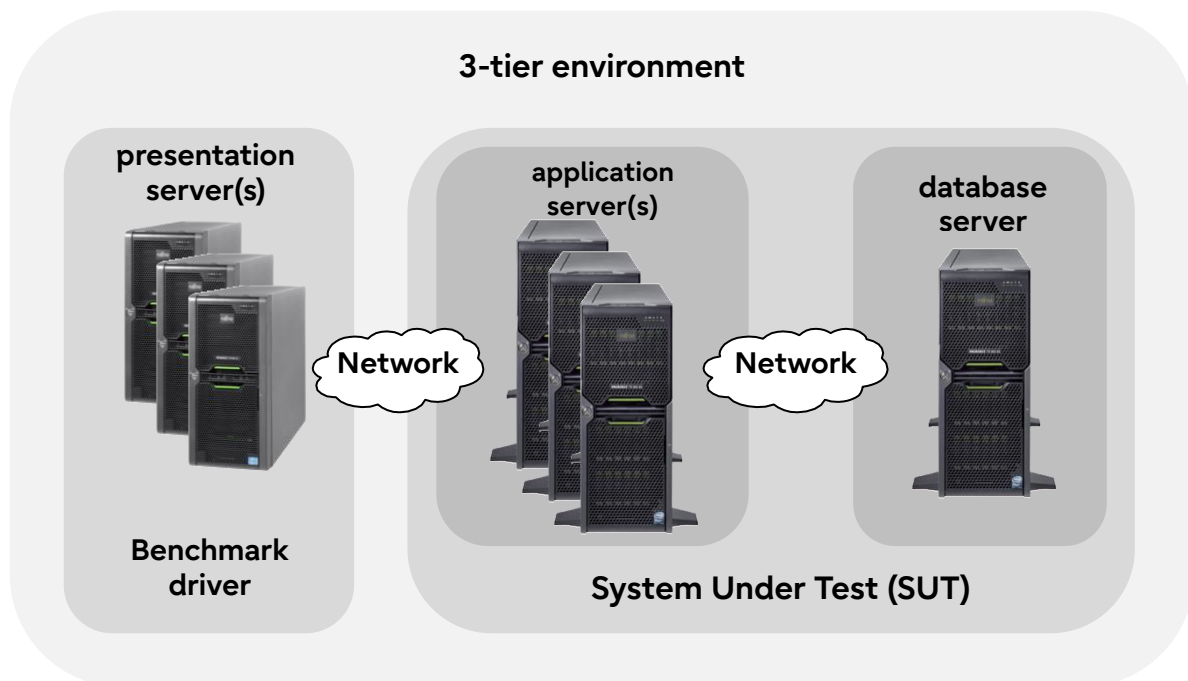 3-tier environment
presentation
server(s)
Benchmark
driver
Network
application
server(s)
Network
database
server
System Under Test (SUT)